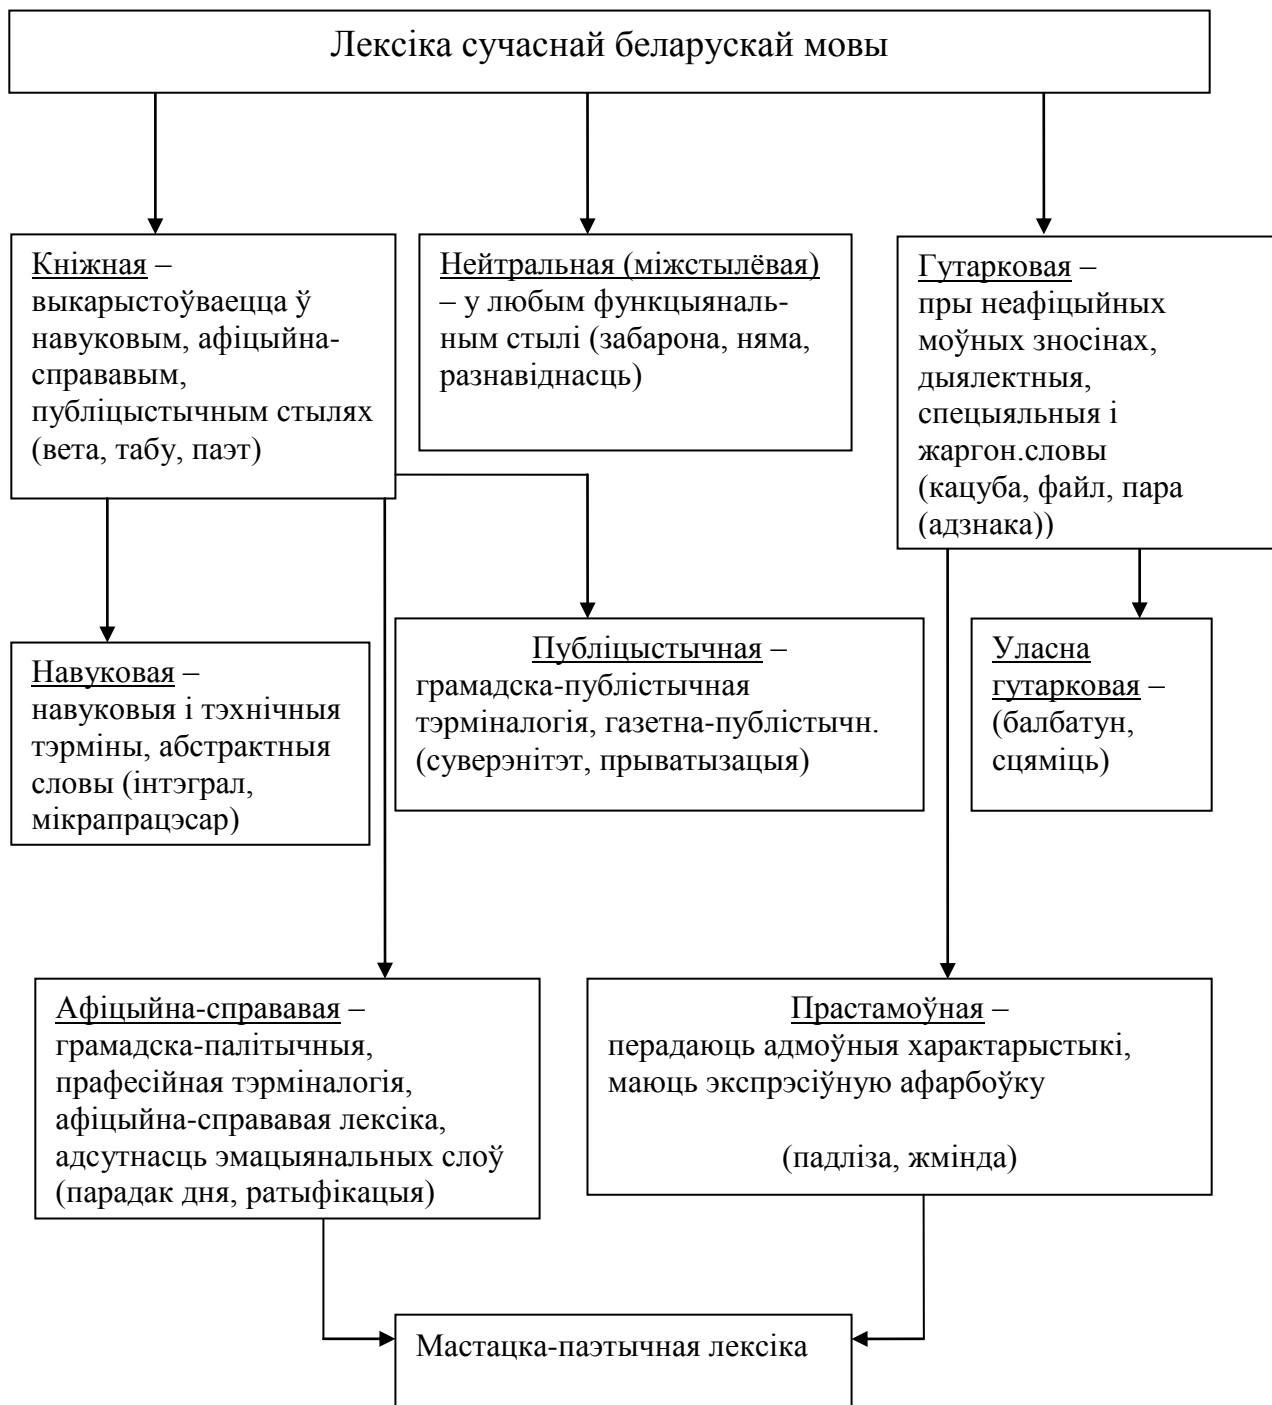 Лексіка сучаснай беларускай мовы
Кніжная –
выкарыстоўваецца ў
навуковым, афіцыйна-
справавым,
публіцыстычным стылях
(вета, табу, паэт)
Нейтральная (міжстылёвая)
– у любым функцыяналь-
ным стылі (забарона, няма,
разнавіднасць)
Гутарковая –
пры неафіцыйных
моўных зносінах,
дыялектныя,
спецыяльныя і
жаргон.словы
(кацуба, файл, пара
(адзнака))
Навуковая –
навуковыя і тэхнічныя
тэрміны, абстрактныя
словы (інтэграл,
мікрапрацэсар)
Публіцыстычная –
грамадска-публістычная
тэрміналогія, газетна-публістычн.
(суверэнітэт, прыватызацыя)
Уласна
гутарковая –
(балбатун,
сцяміць)
Афіцыйна-справавая –
грамадска-палітычныя,
прафесійная тэрміналогія,
афіцыйна-справавая лексіка,
адсутнасць эмацыянальных слоў
(парадак дня, ратыфікацыя)
Прастамоўная –
перадаюць адмоўныя характарыстыкі,
маюць экспрэсіўную афарбоўку
(падліза, жмінда)
Мастацка-паэтычная лексіка